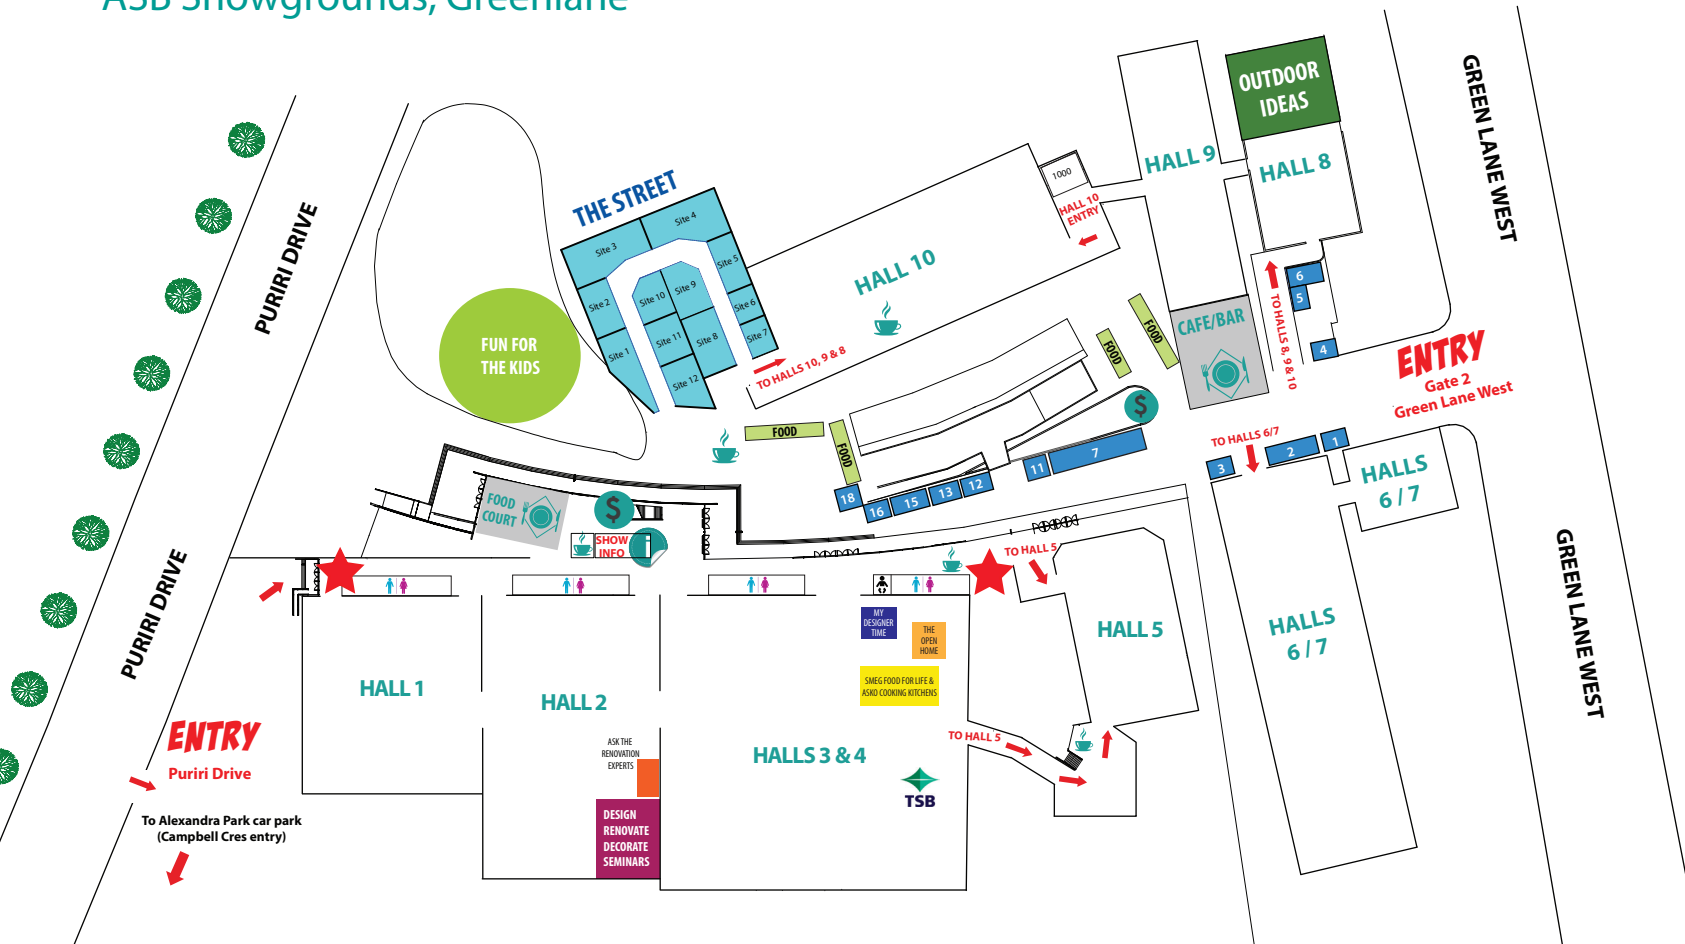 ASB Showgrounds, Greenlane
PURIRI DRIVE
PURIRI DRIVE
ENTRY
Puriri Drive
To Alexandra Park car park
(Campbell Cres entry)
FUN FOR
THE KIDS
THE STREET
Site 1
Site 2
Site 3
Site 4
Site 5
Site 6
Site 7
Site 8
Site 9
Site 10
Site 11
Site 12
TO HALLS 10, 9 & 8
HALL 10
1000
HALL 10
ENTRY
HALL 9
OUTDOOR
IDEAS
HALL 8
GREEN LANE WEST
GREEN LANE WEST
CAFE/BAR
TO HALLS 8, 9 & 10
6
5
4
ENTRY
Gate 2
Green Lane West
TO HALLS 6/7
3
2
1
HALLS
6 / 7
HALLS
6 / 7
FOOD
FOOD
FOOD
FOOD
$
18
16
15
13
12
11
7
FOOD
COURT
$
SHOW
INFO
TO HALL 5
HALL 5
TO HALL 5
HALL 1
HALL 2
ASK THE
RENOVATION
EXPERTS
DESIGN
RENOVATE
DECORATE
SEMINARS
HALLS 3 & 4
MY
DESIGNER
TIME
THE
OPEN
HOME
SMEG FOOD FOR LIFE &
ASKO COOKING KITCHENS
TSB